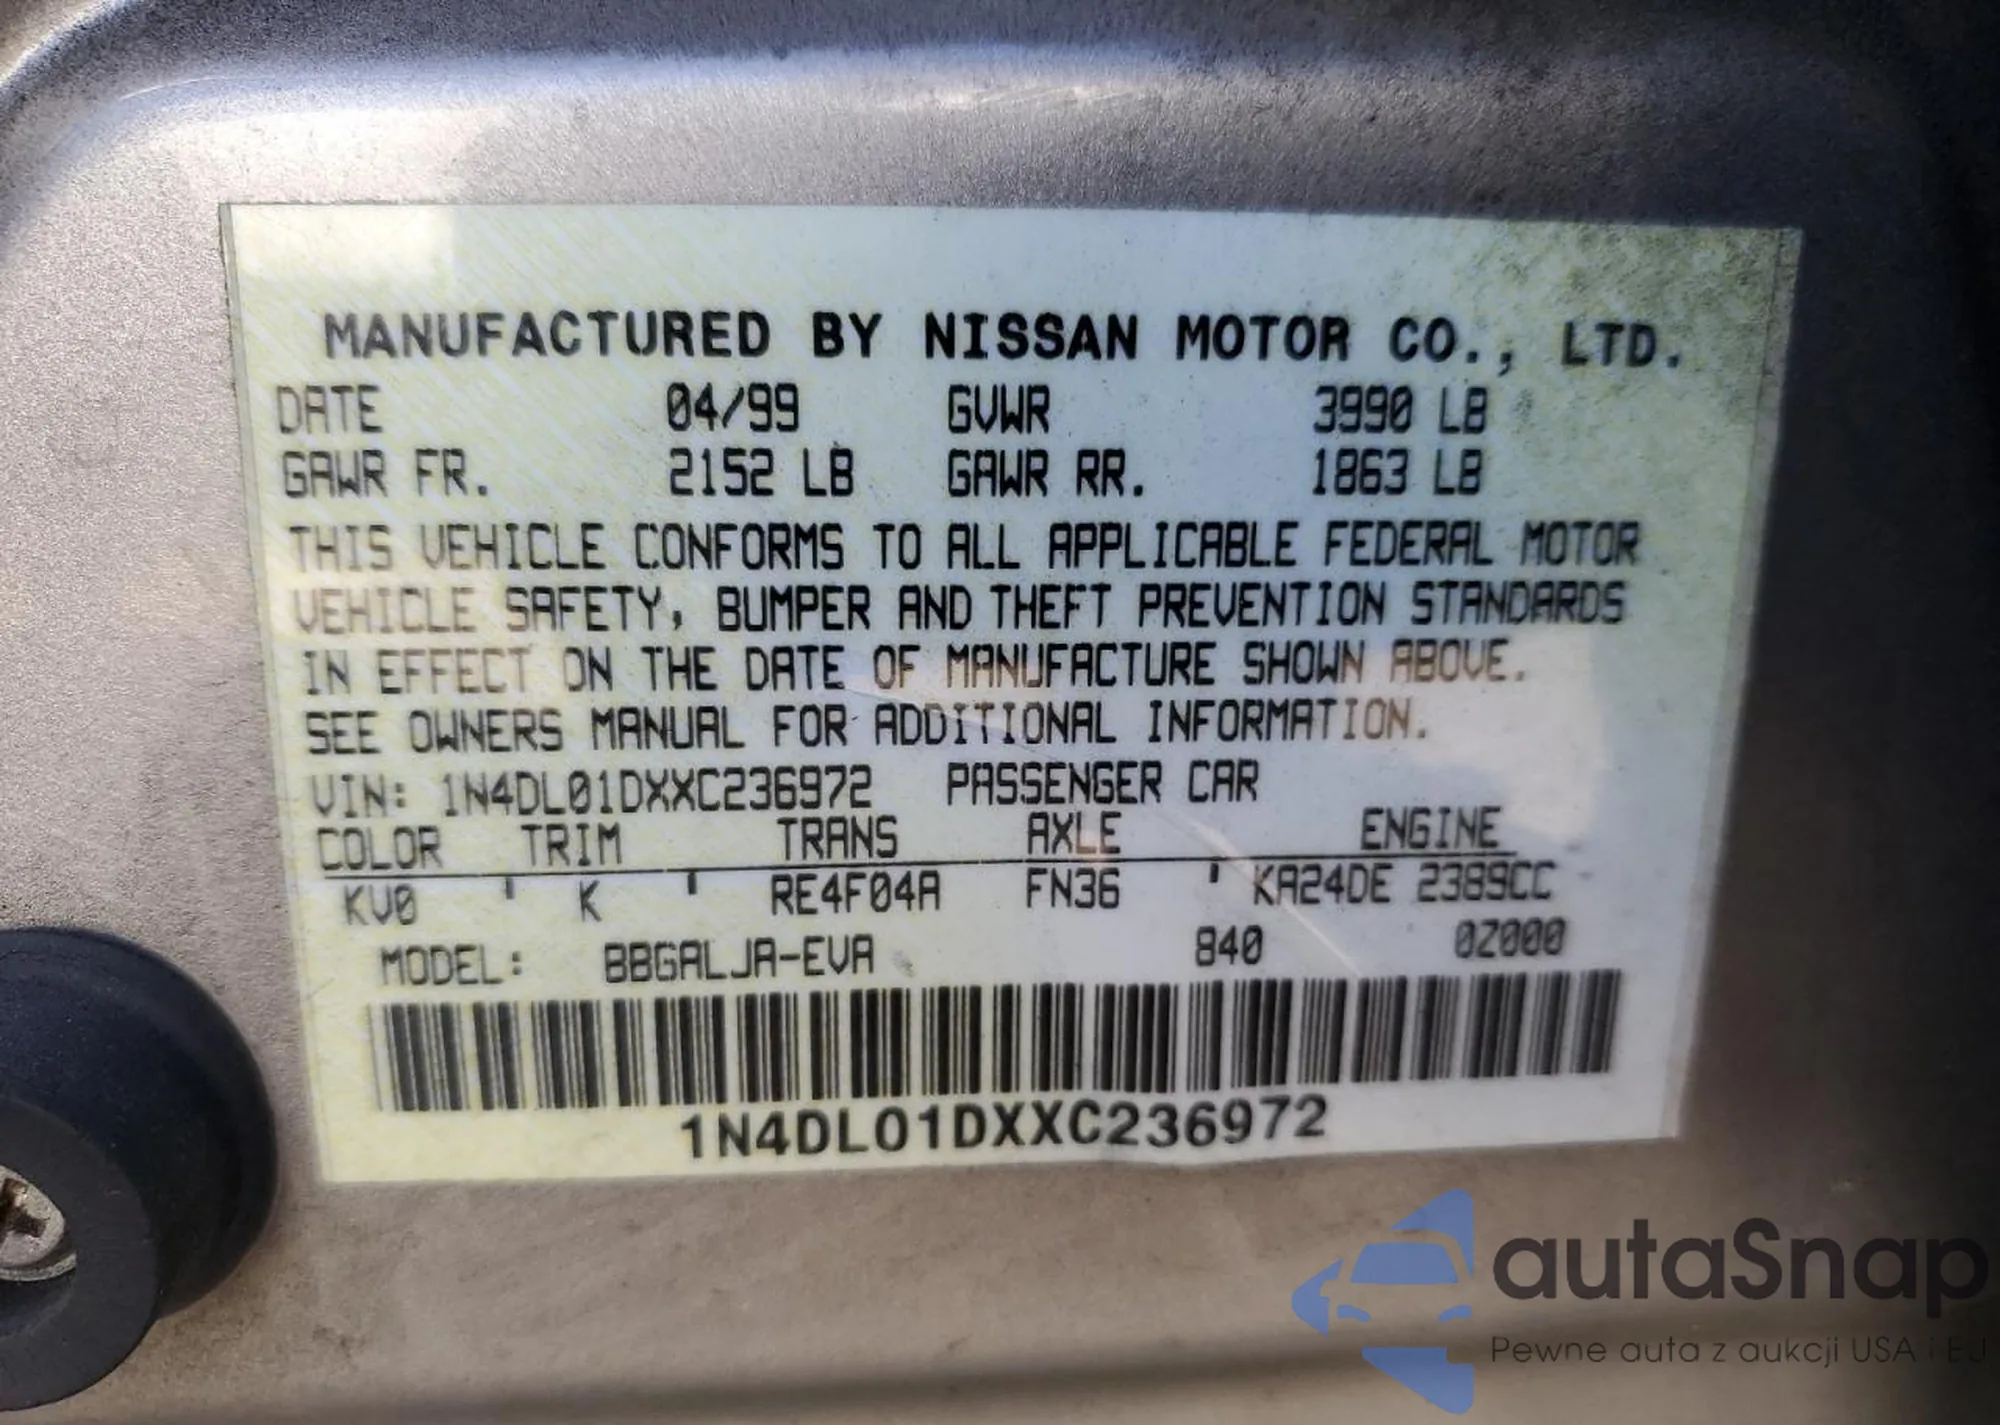 MANUFACTURED BY NISSAN MOTOR CO., LTD.
DATE 04/99 GVWR 3990 LB
GAWR FR. 2152 LB GAWR RR. 1863 LB
THIS VEHICLE CONFORMS TO ALL APPLICABLE FEDERAL MOTOR
VEHICLE SAFETY, BUMPER AND THEFT PREVENTION STANDARDS
IN EFFECT ON THE DATE OF MANUFACTURE SHOWN ABOVE.
SEE OWNERS MANUAL FOR ADDITIONAL INFORMATION.
VIN: 1N4DL01DXXC236972 PASSENGER CAR
COLOR TRIM TRANS AXLE ENGINE
KV0 ' K ' RE4F04A FN36 ' KA24DE 2389CC
MODEL: BBGALJA-EVA 840 0Z000
1N4DL01DXXC236972
autaSnap
Pewne auta z aukcji USA i EJ